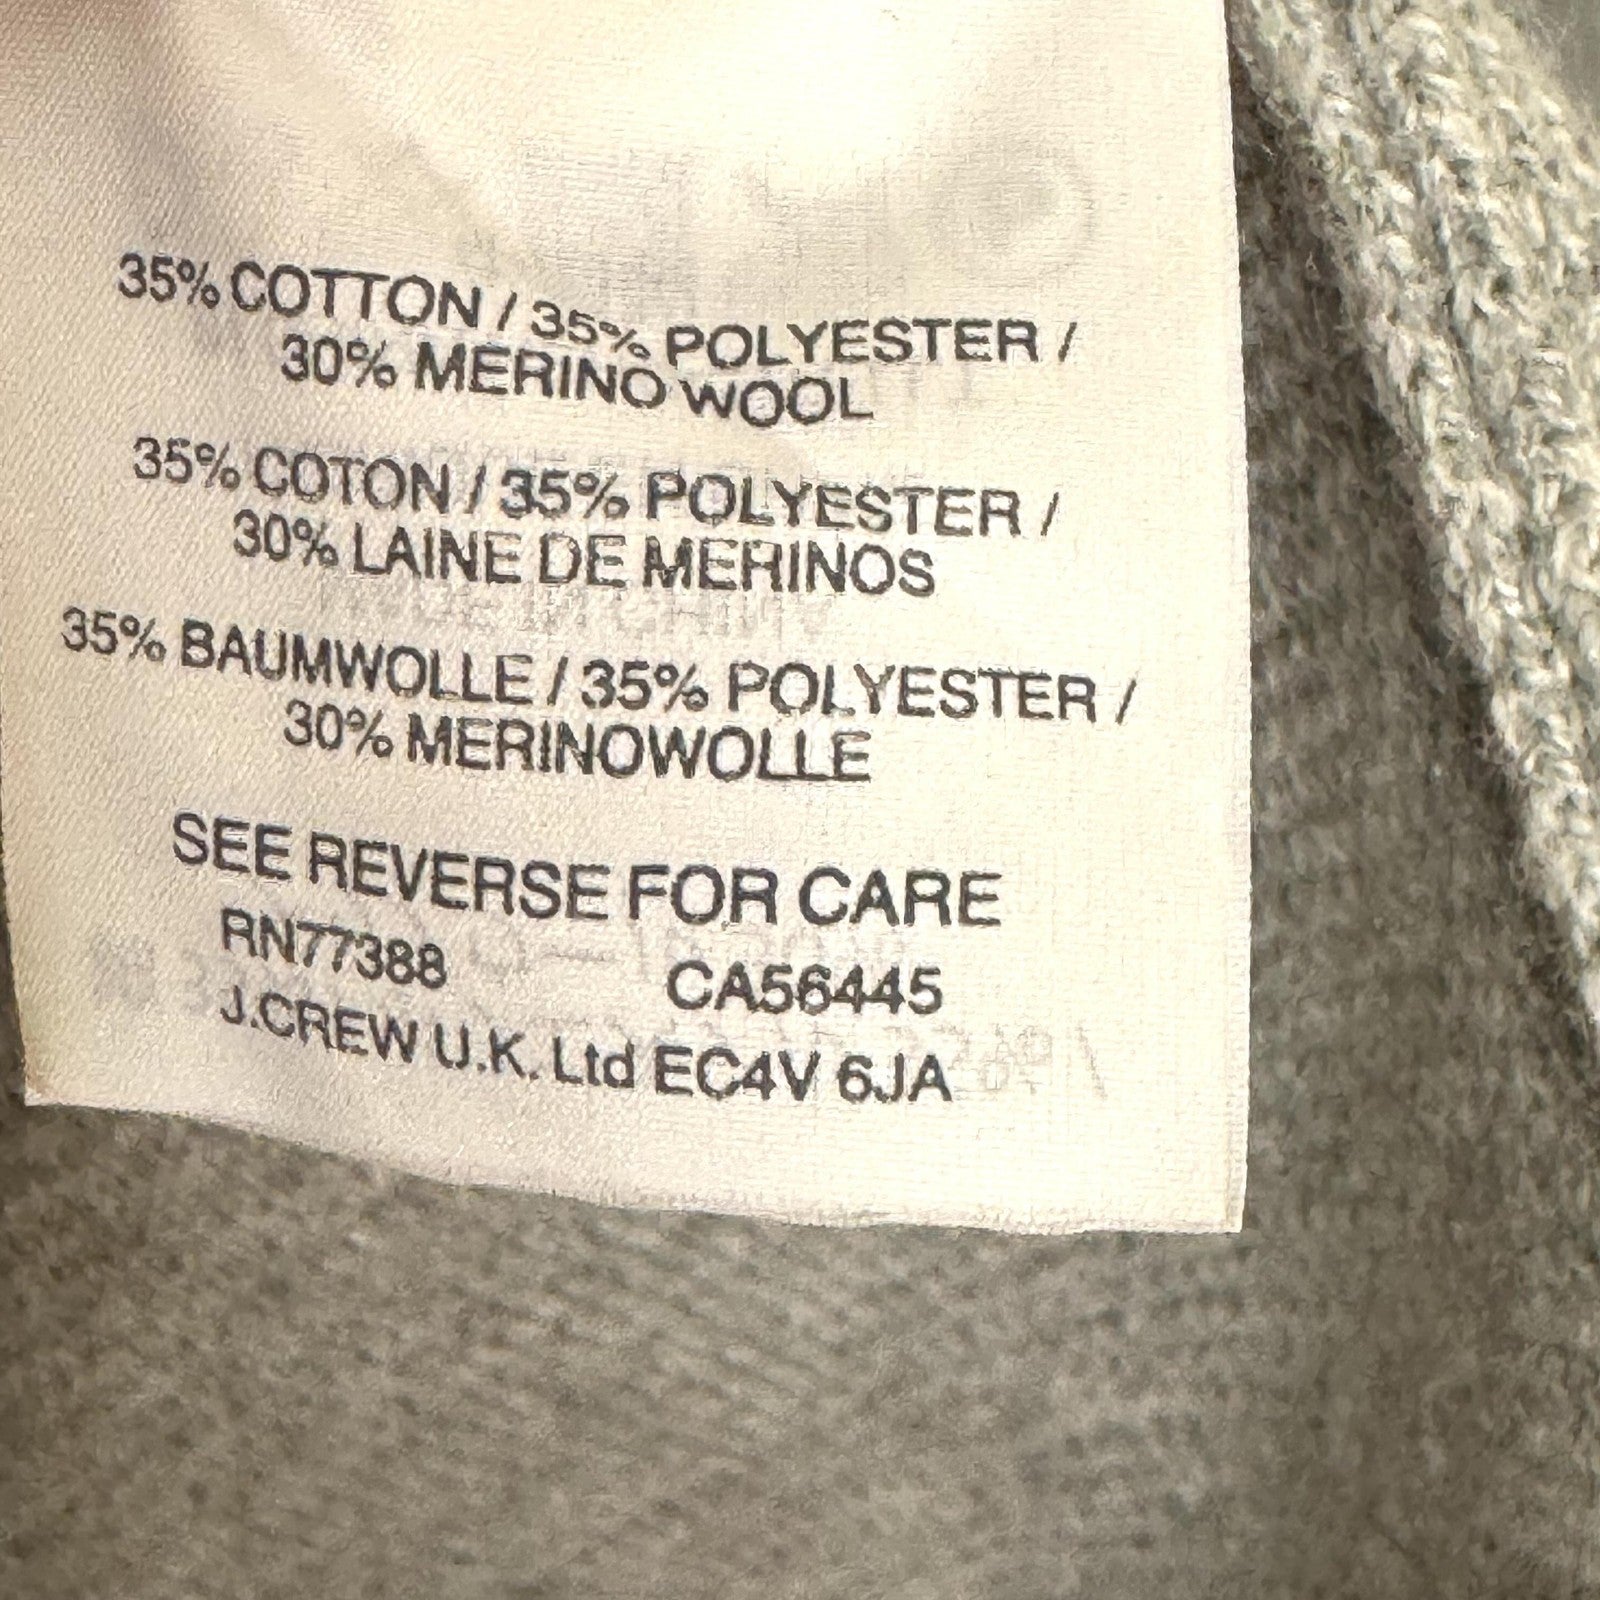 35% COTTON / 35% POLYESTER /
30% MERINO WOOL
35% COTON / 35% POLYESTER /
30% LAINE DE MERINOS
35% BAUMWOLLE / 35% POLYESTER /
30% MERINOWOLLE
SEE REVERSE FOR CARE
RN77388 CA56445
J.CREW U.K. Ltd EC4V 6JA